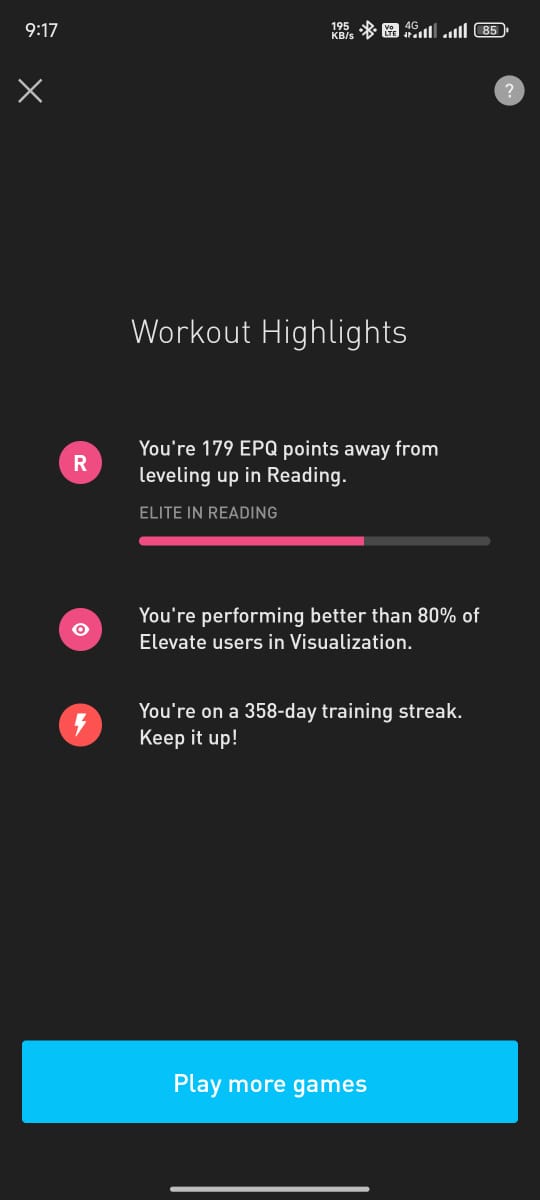 9:17
195
KB/s
Vo
LTE
4G
85
?
Workout Highlights
R
You're 179 EPQ points away from
leveling up in Reading.
ELITE IN READING
You're performing better than 80% of
Elevate users in Visualization.
You're on a 358-day training streak.
Keep it up!
Play more games